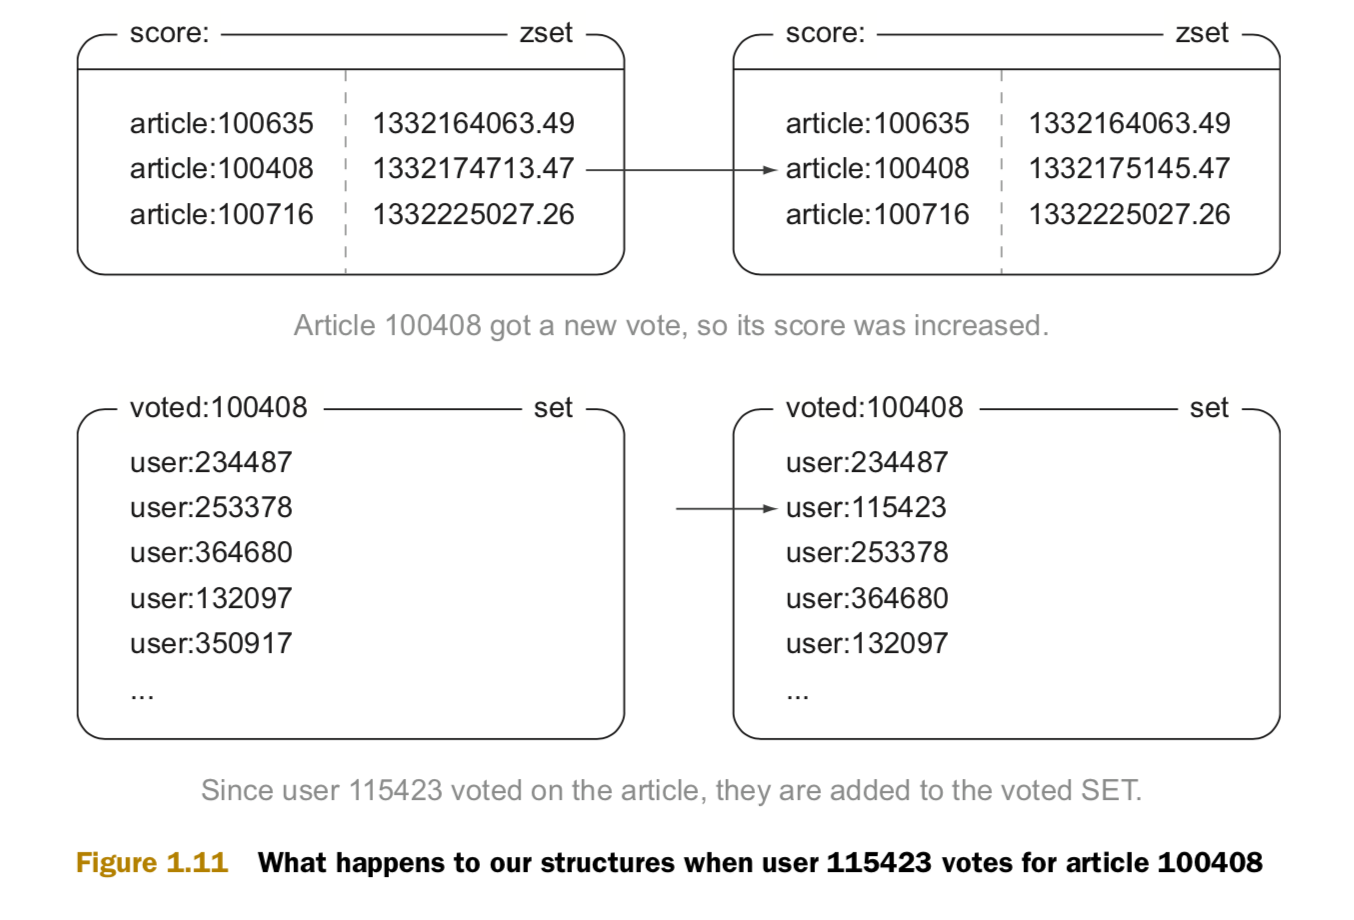 score: zset
article:100635 1332164063.49
article:100408 1332174713.47
article:100716 1332225027.26
score: zset
article:100635 1332164063.49
article:100408 1332175145.47
article:100716 1332225027.26
Article 100408 got a new vote, so its score was increased.
voted:100408 set
user:234487
user:253378
user:364680
user:132097
user:350917
...
voted:100408 set
user:234487
user:115423
user:253378
user:364680
user:132097
...
Since user 115423 voted on the article, they are added to the voted SET.
Figure 1.11 What happens to our structures when user 115423 votes for article 100408